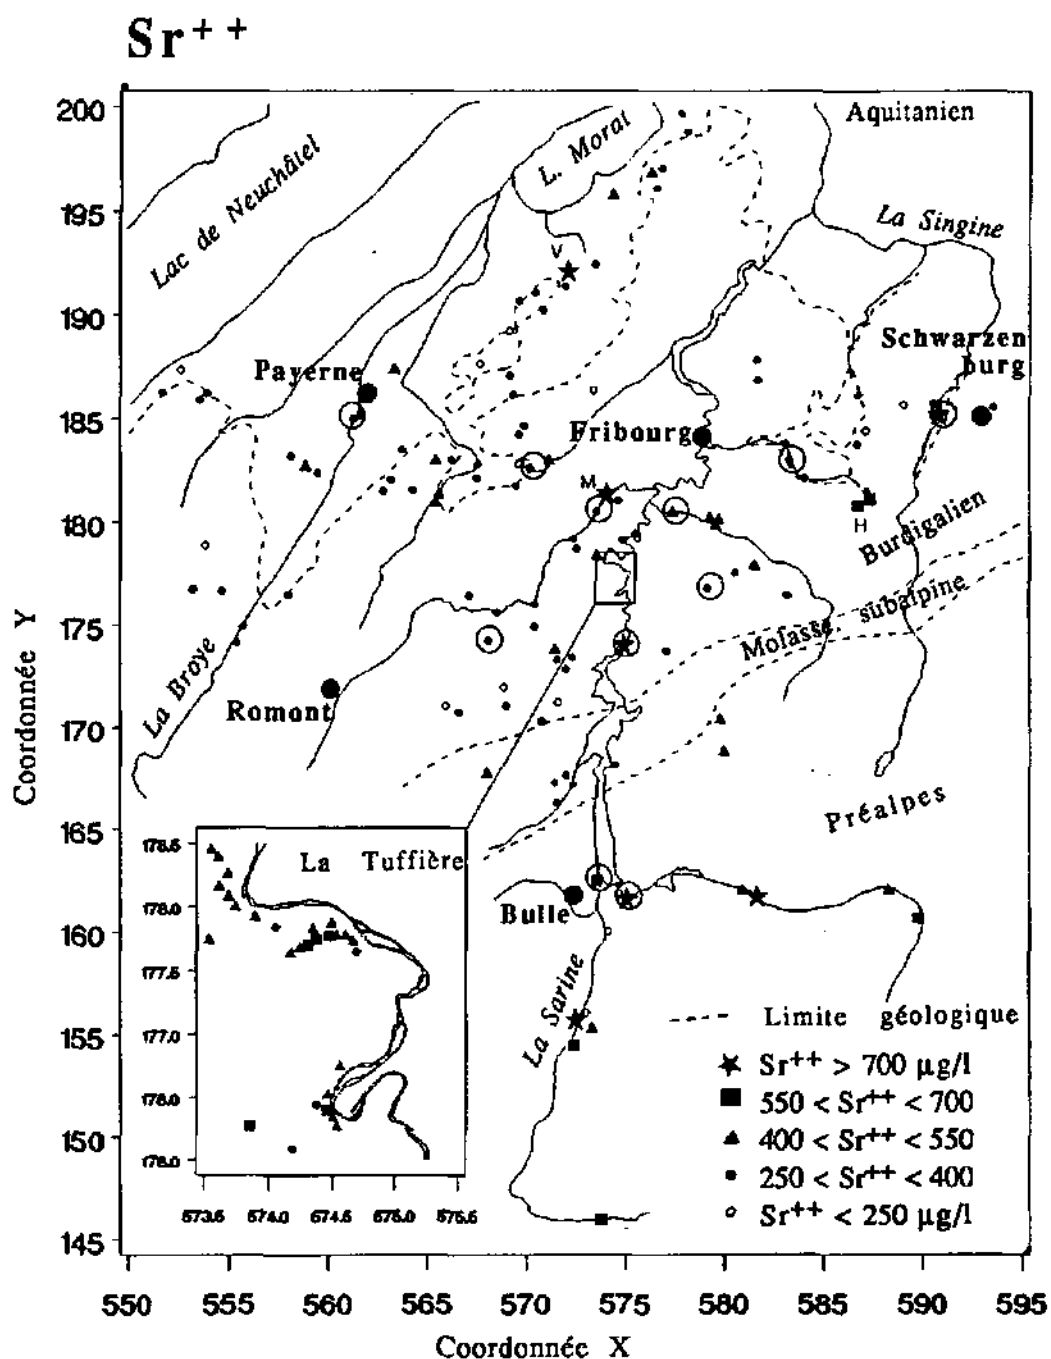 Sr++
200
195
190
185
180
175
170
165
160
155
150
145
Coordonnée Y
550
555
560
565
570
575
580
585
590
595
Coordonnée X
Aquitanien
L. Morat
Lac de Neuchâtel
La Singine
V
Schwarzen
burg
Payerne
Fribourg
M
H
Burdigalien
Molasse subalpine
La Broye
Romont
Préalpes
La Tuffière
178.5
178.0
177.5
177.0
176.0
573.5
574.0
574.5
575.0
575.5
Bulle
La Sarine
Limite géologique
Sr++ > 700 µg/l
550 < Sr++ < 700
400 < Sr++ < 550
250 < Sr++ < 400
Sr++ < 250 µg/l